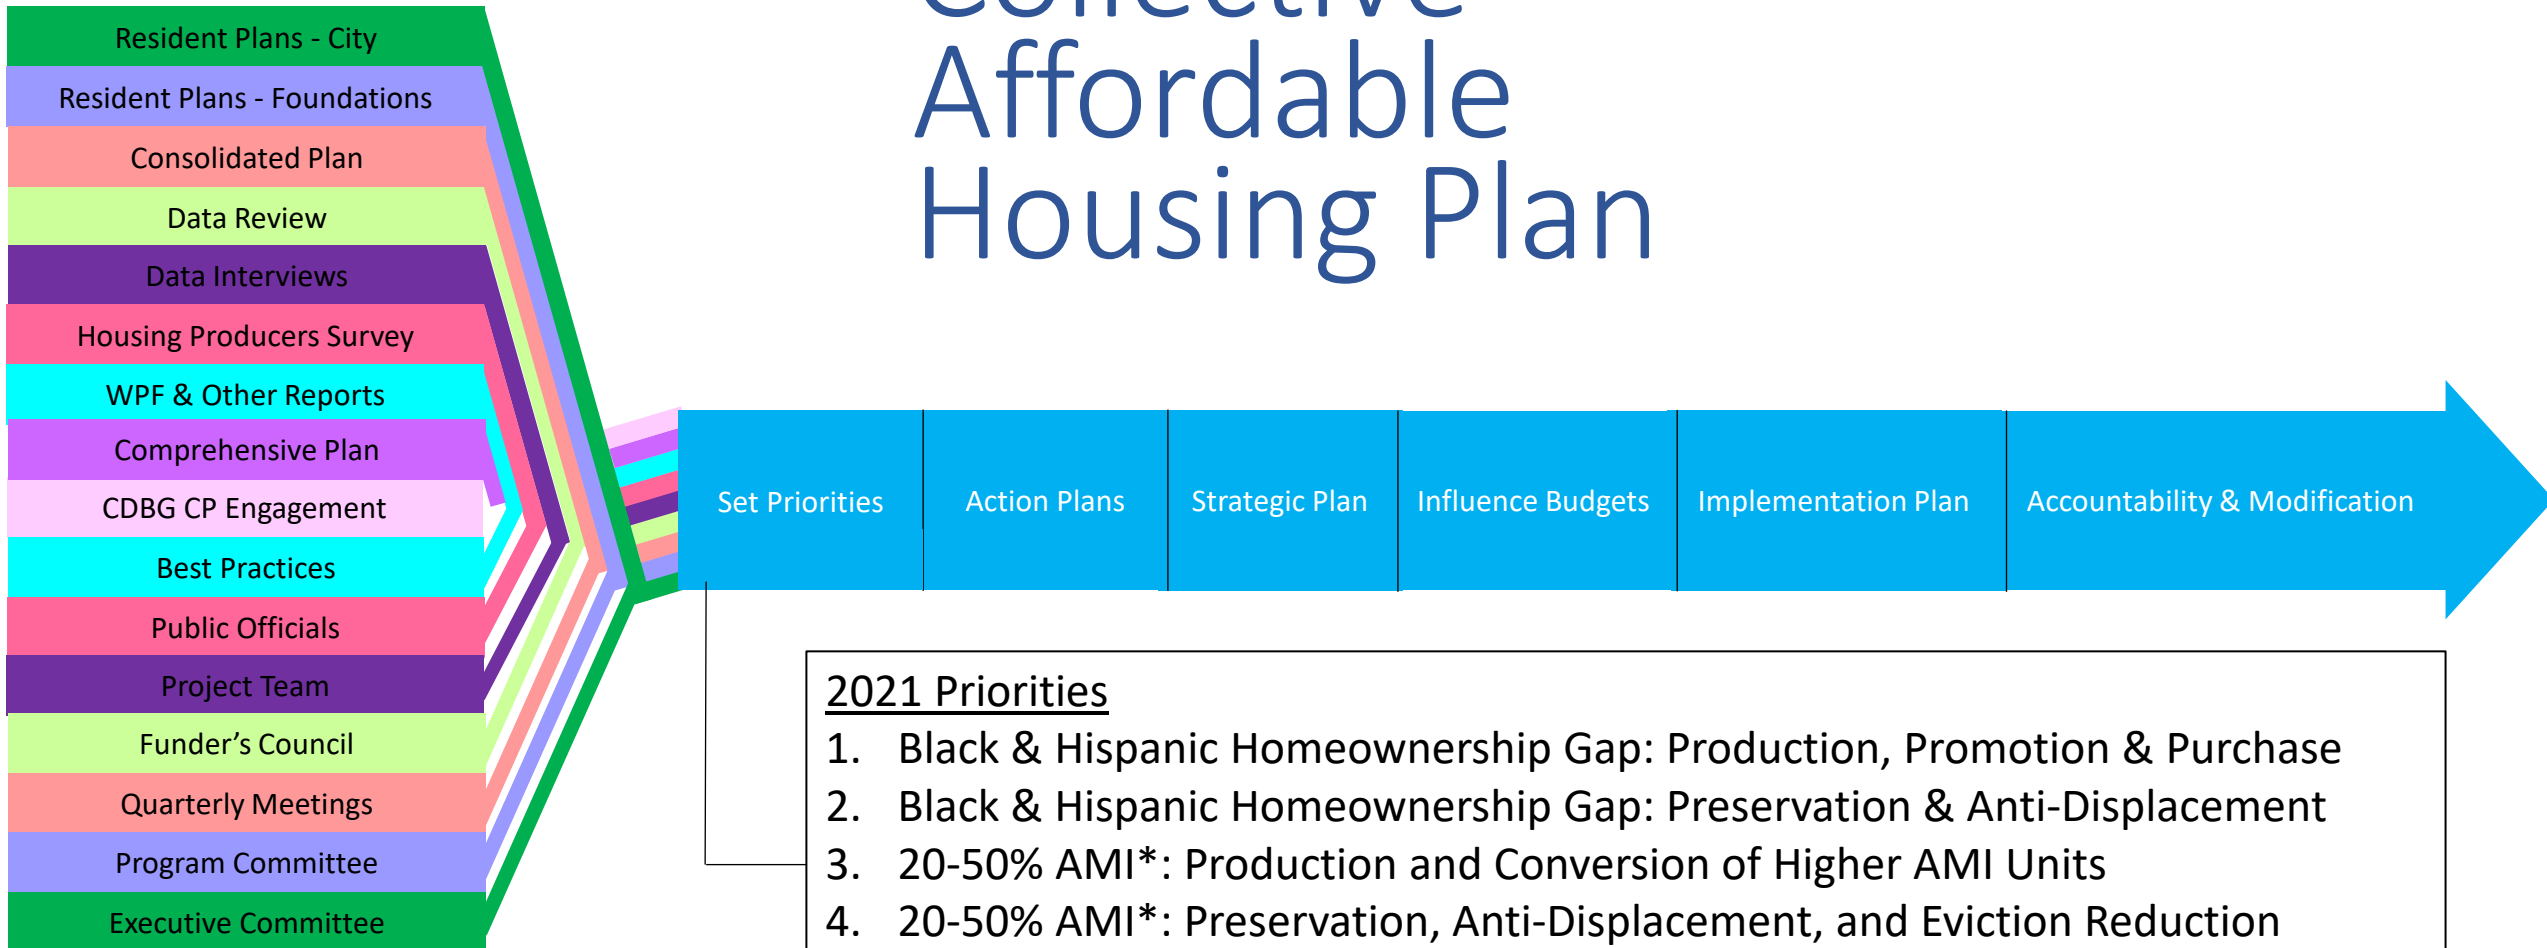 Collective
Affordable
Housing Plan
Resident Plans - City
Resident Plans - Foundations
Consolidated Plan
Data Review
Data Interviews
Housing Producers Survey
WPF & Other Reports
Comprehensive Plan
CDBG CP Engagement
Best Practices
Public Officials
Project Team
Funder’s Council
Quarterly Meetings
Program Committee
Executive Committee
Set Priorities
Action Plans
Strategic Plan
Influence Budgets
Implementation Plan
Accountability & Modification
2021 Priorities
1. Black & Hispanic Homeownership Gap: Production, Promotion & Purchase
2. Black & Hispanic Homeownership Gap: Preservation & Anti-Displacement
3. 20-50% AMI*: Production and Conversion of Higher AMI Units
4. 20-50% AMI*: Preservation, Anti-Displacement, and Eviction Reduction